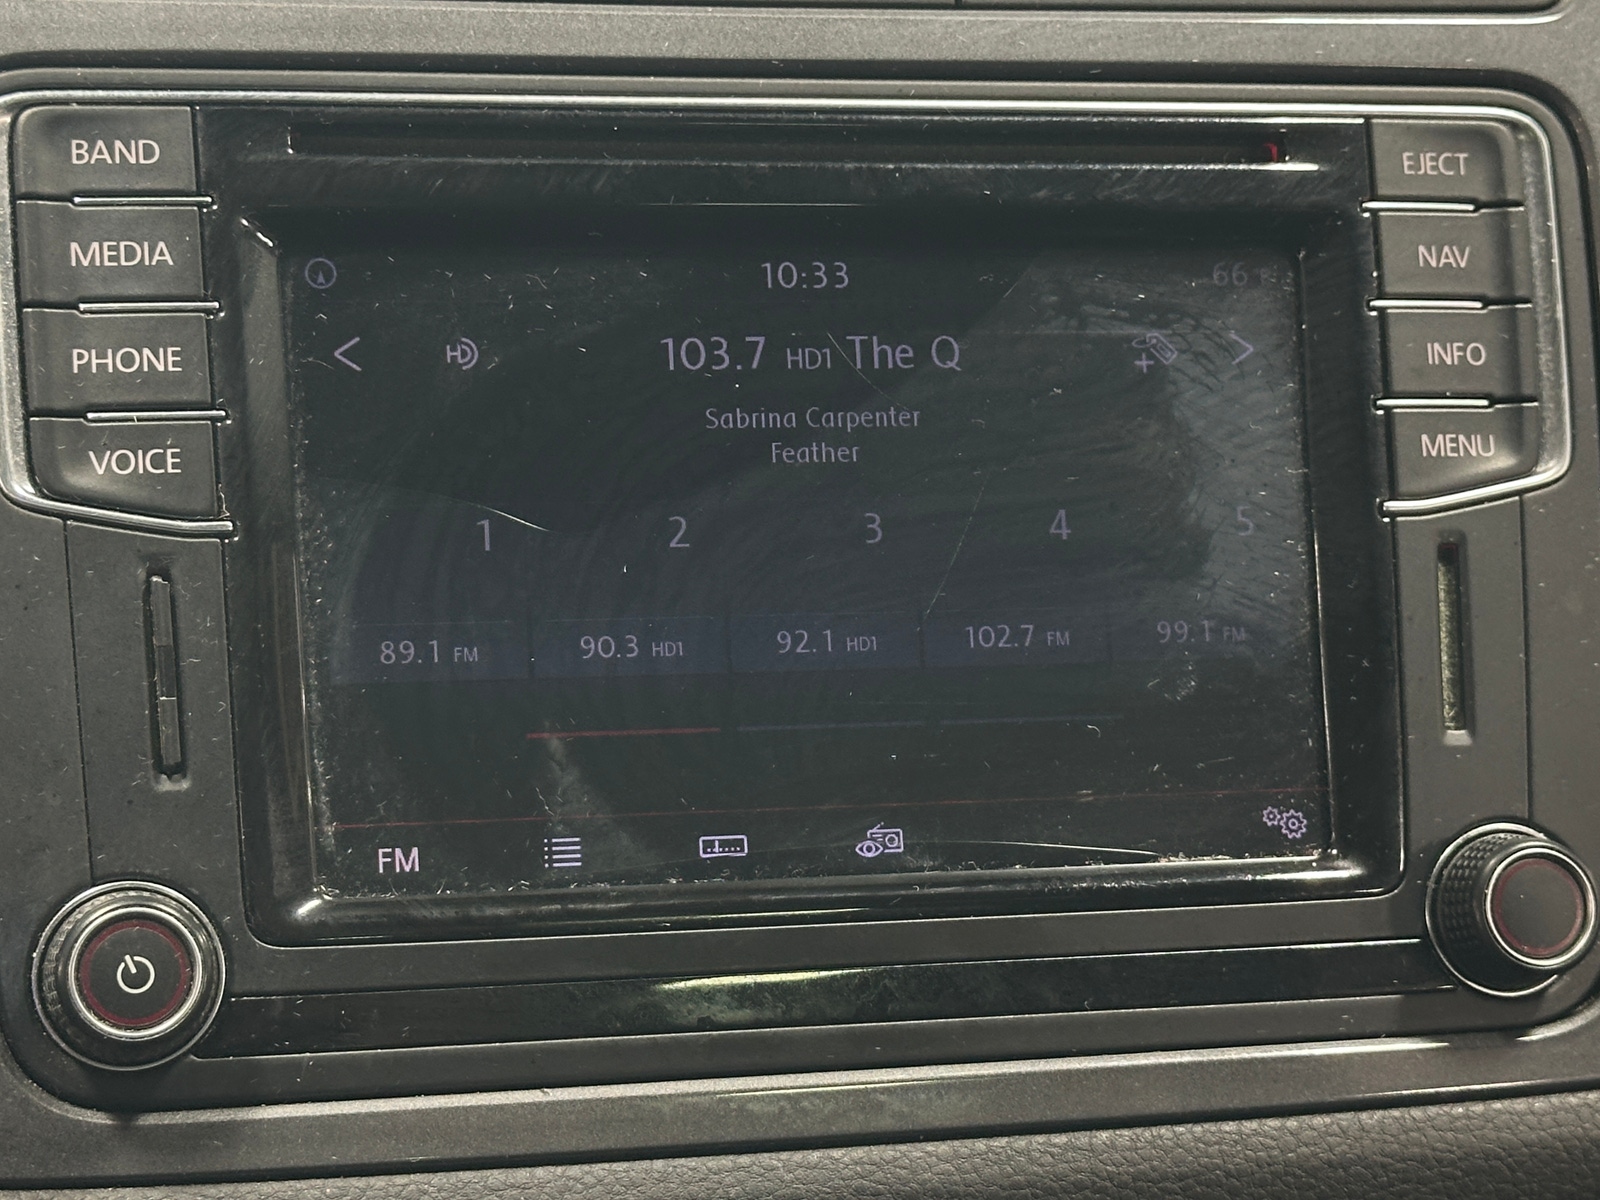 BAND
MEDIA
PHONE
VOICE
EJECT
NAV
INFO
MENU
10:33
66
HD
103.7 HD1 The Q
Sabrina Carpenter
Feather
1 2 3 4 5
89.1 FM 90.3 HD1 92.1 HD1 102.7 FM 99.1 FM
FM